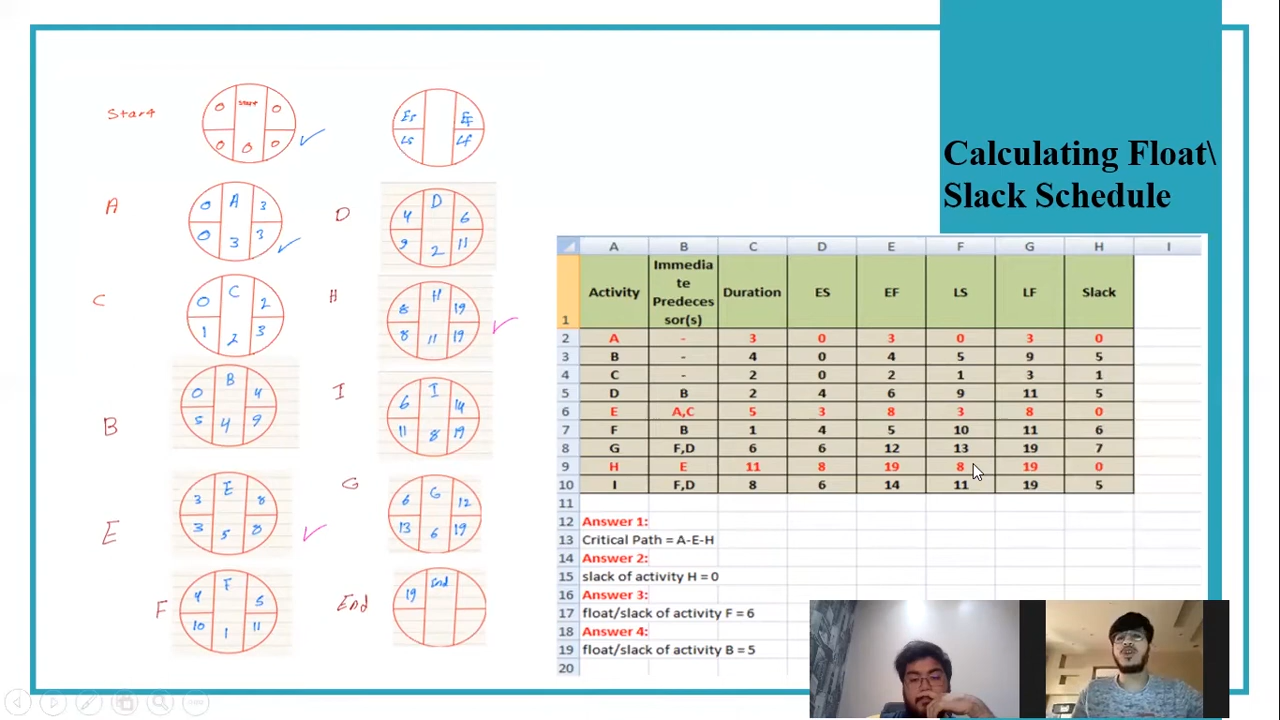 Calculating Float\
Slack Schedule
Start
0 Start 0
0 0 0
Es EF
Ls LF
A
0 A 3
0 3 3
D
4 D 6
9 2 11
C
0 C 2
1 2 3
H
8 H 19
8 11 19
B
0 B 4
5 4 9
I
6 I 14
11 8 19
E
3 E 8
3 5 8
G
6 G 12
13 6 19
F
4 F 5
10 1 11
End
19 End
A B C D E F G H I
1 Activity Immedia
te
Predeces
sor(s) Duration ES EF LS LF Slack
2 A - 3 0 3 0 3 0
3 B - 4 0 4 5 9 5
4 C - 2 0 2 1 3 1
5 D B 2 4 6 9 11 5
6 E A,C 5 3 8 3 8 0
7 F B 1 4 5 10 11 6
8 G F,D 6 6 12 13 19 7
9 H E 11 8 19 8 19 0
10 I F,D 8 6 14 11 19 5
11
12 Answer 1:
13 Critical Path = A-E-H
14 Answer 2:
15 slack of activity H = 0
16 Answer 3:
17 float/slack of activity F = 6
18 Answer 4:
19 float/slack of activity B = 5
20